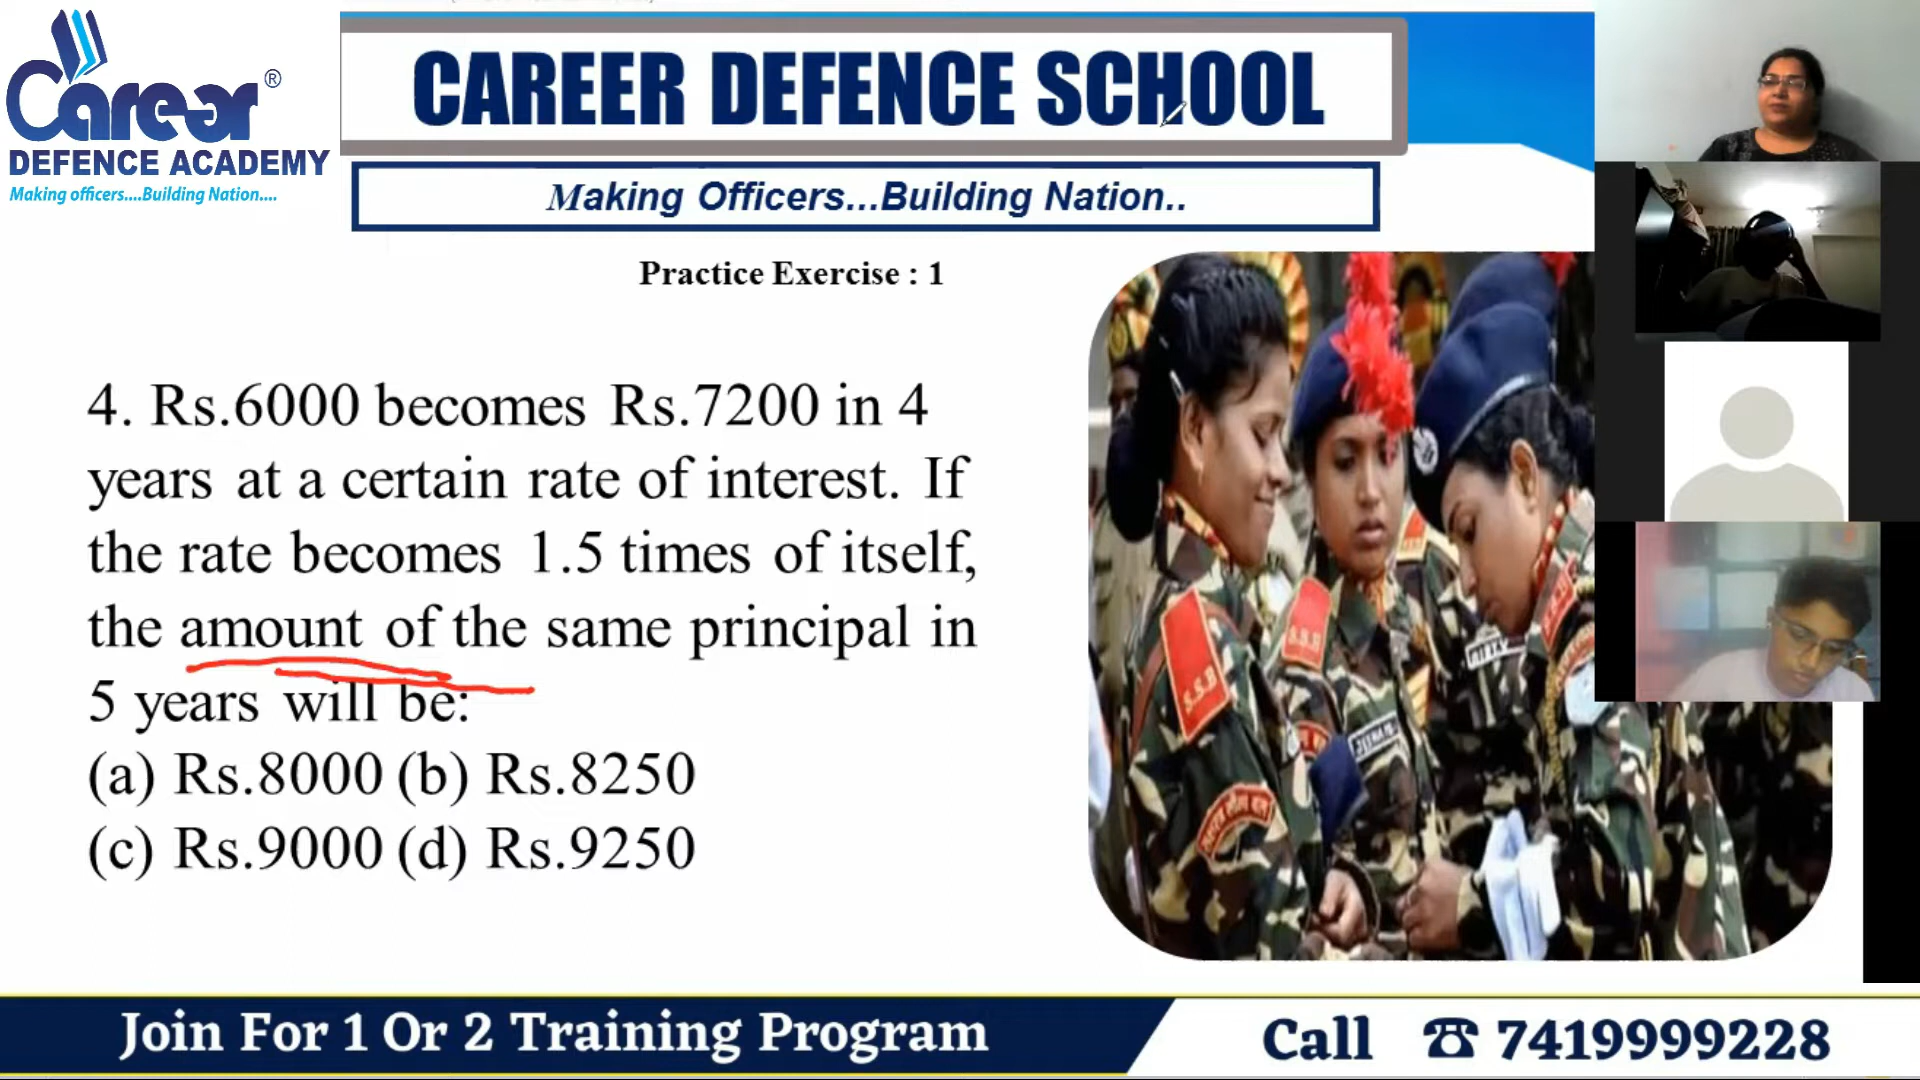 Career®
DEFENCE ACADEMY
Making officers....Building Nation....
CAREER DEFENCE SCHOOL
Making Officers...Building Nation..
Practice Exercise : 1
4. Rs.6000 becomes Rs.7200 in 4
years at a certain rate of interest. If
the rate becomes 1.5 times of itself,
the amount of the same principal in
5 years will be:
(a) Rs.8000 (b) Rs.8250
(c) Rs.9000 (d) Rs.9250
S.S.B
S.S.B
S.S.B
Join For 1 Or 2 Training Program
Call ☎ 7419999228